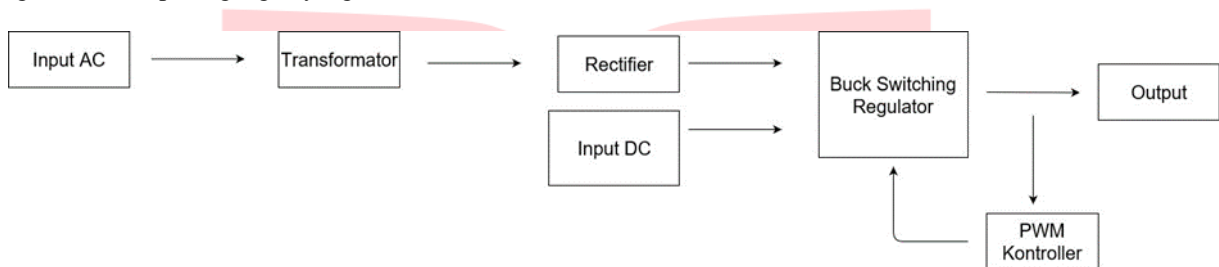 Input AC
Transformator
Rectifier
Input DC
Buck Switching
Regulator
Output
PWM
Kontroller